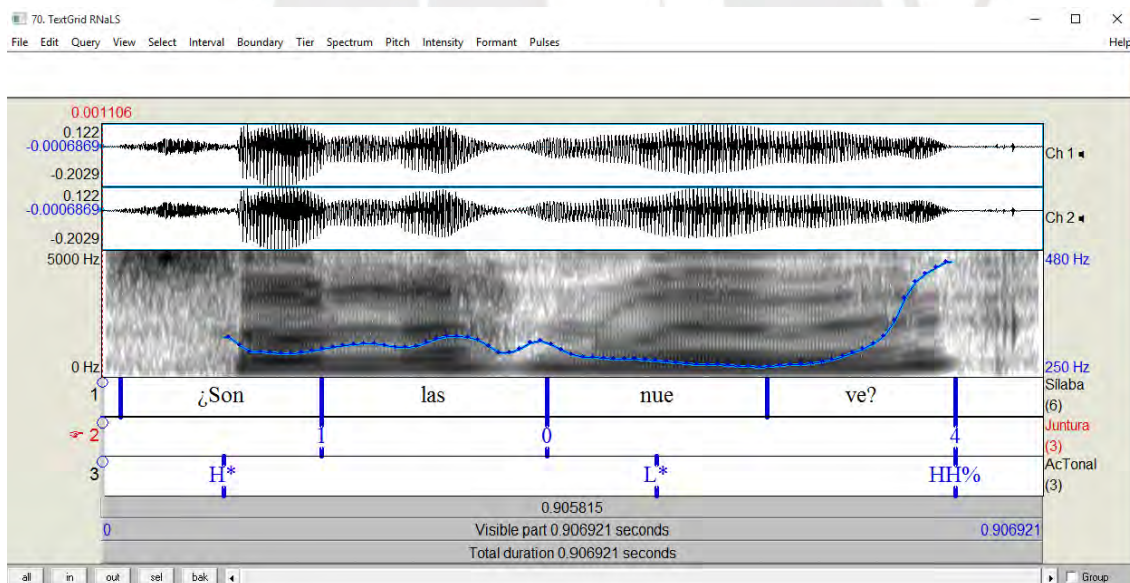 70. TextGrid RNaLS
File Edit Query View Select Interval Boundary Tier Spectrum Pitch Intensity Formant Pulses Help
0.001106
0.122
-0.0006869
-0.2029
Ch 1
0.122
-0.0006869
-0.2029
Ch 2
5000 Hz 480 Hz
0 Hz 250 Hz
1 ¿Son las nue ve? Sílaba (6)
2 1 0 4 Juntura (3)
3 H* L* HH% AcTonal (3)
0.905815
0 Visible part 0.906921 seconds 0.906921
Total duration 0.906921 seconds
all in out sel bak Group